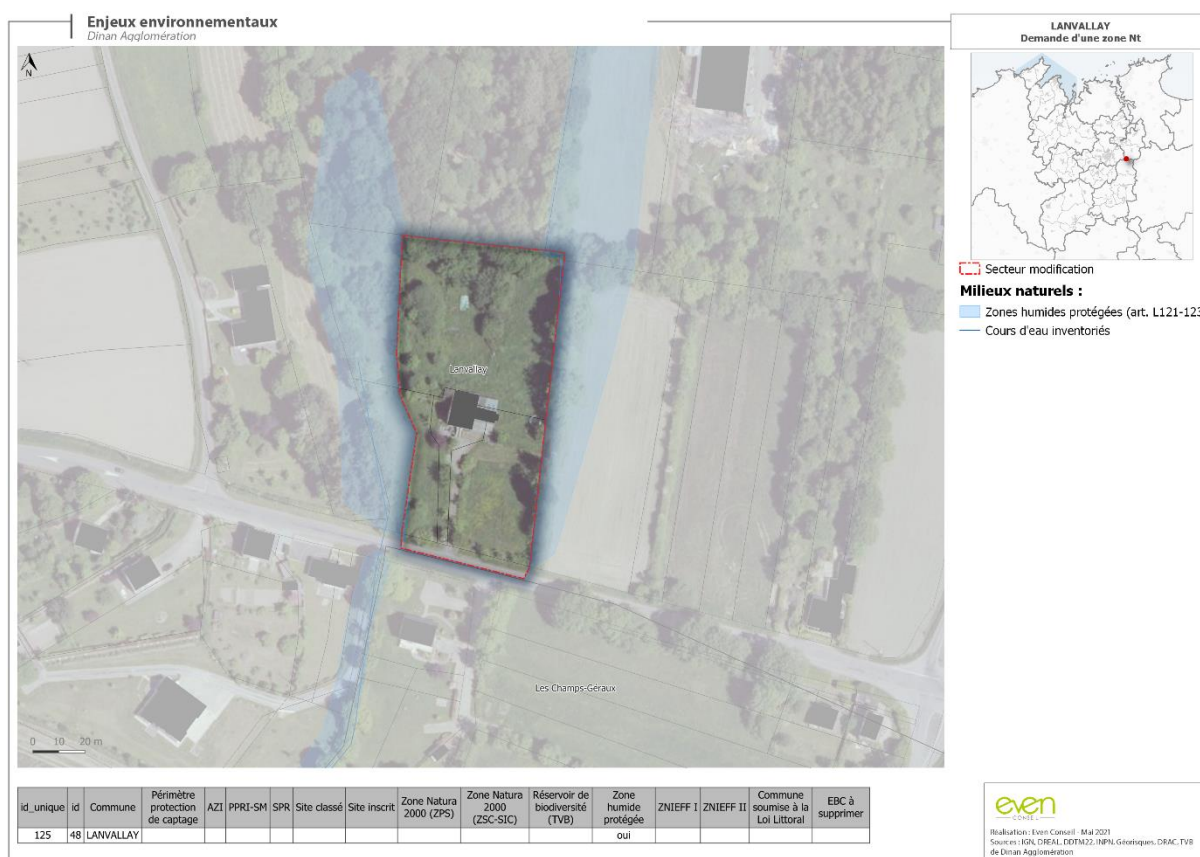 Enjeux environnementaux
Dinan Agglomération
LANVALLAY
Demande d'une zone Nt
N
Secteur modification
Milieux naturels :
Zones humides protégées (art. L121-123
Cours d'eau inventoriés
Lanvallay
Les Champs-Geraux
0 10 20 m
id_unique id Commune Périmètre protection de captage AZI PPRI-SM SPR Site classé Site inscrit Zone Natura 2000 (ZPS) Zone Natura 2000 (ZSC-SIC) Réservoir de biodiversité (TVB) Zone humide protégée ZNIEFF I ZNIEFF II Commune soumise à la Loi Littoral EBC à supprimer
125 48 LANVALLAY oui
even
CONSEIL
Réalisation : Even Conseil - Mai 2021
Sources : IGN, DREAL, DDTM22, INPN, Géorisques, DRAC, TVB
de Dinan Agglomération